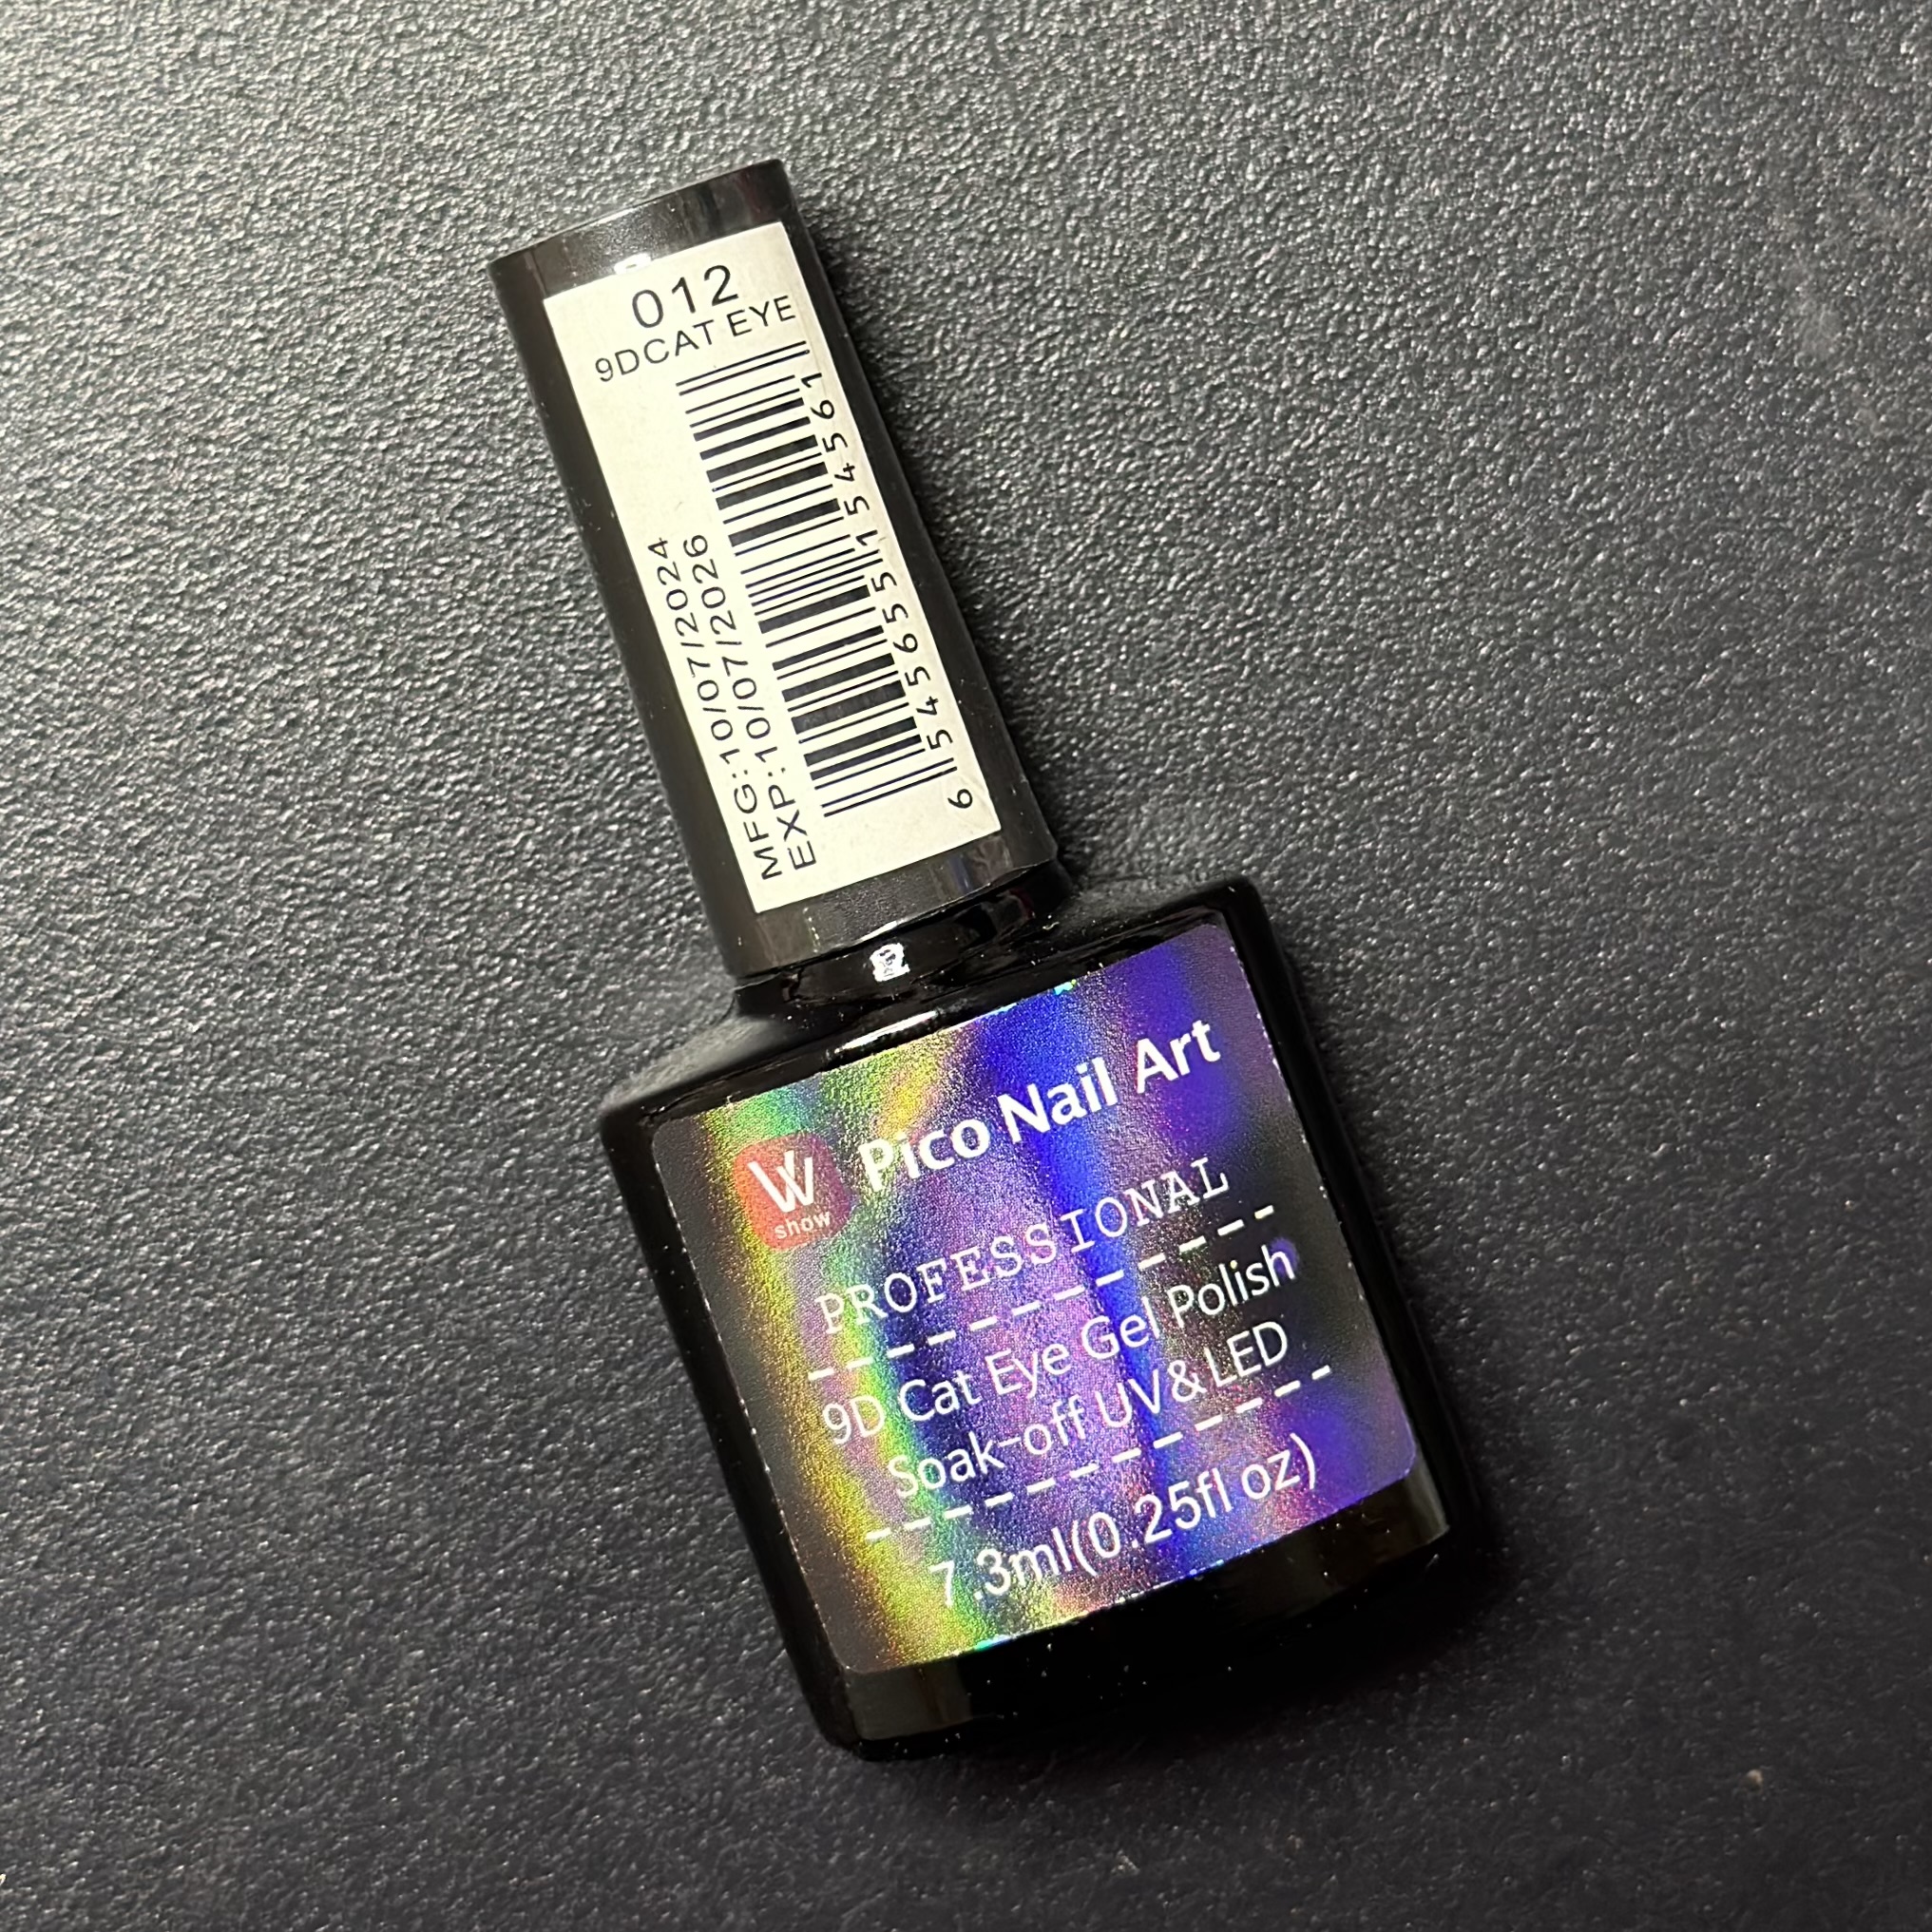 012
9DCAT EYE
MFG:10/07/2024
EXP:10/07/2026
6 545655 154561
W
show
Pico Nail Art
PROFESSIONAL
9D Cat Eye Gel Polish
Soak-off UV&LED
7.3ml(0.25fl oz)